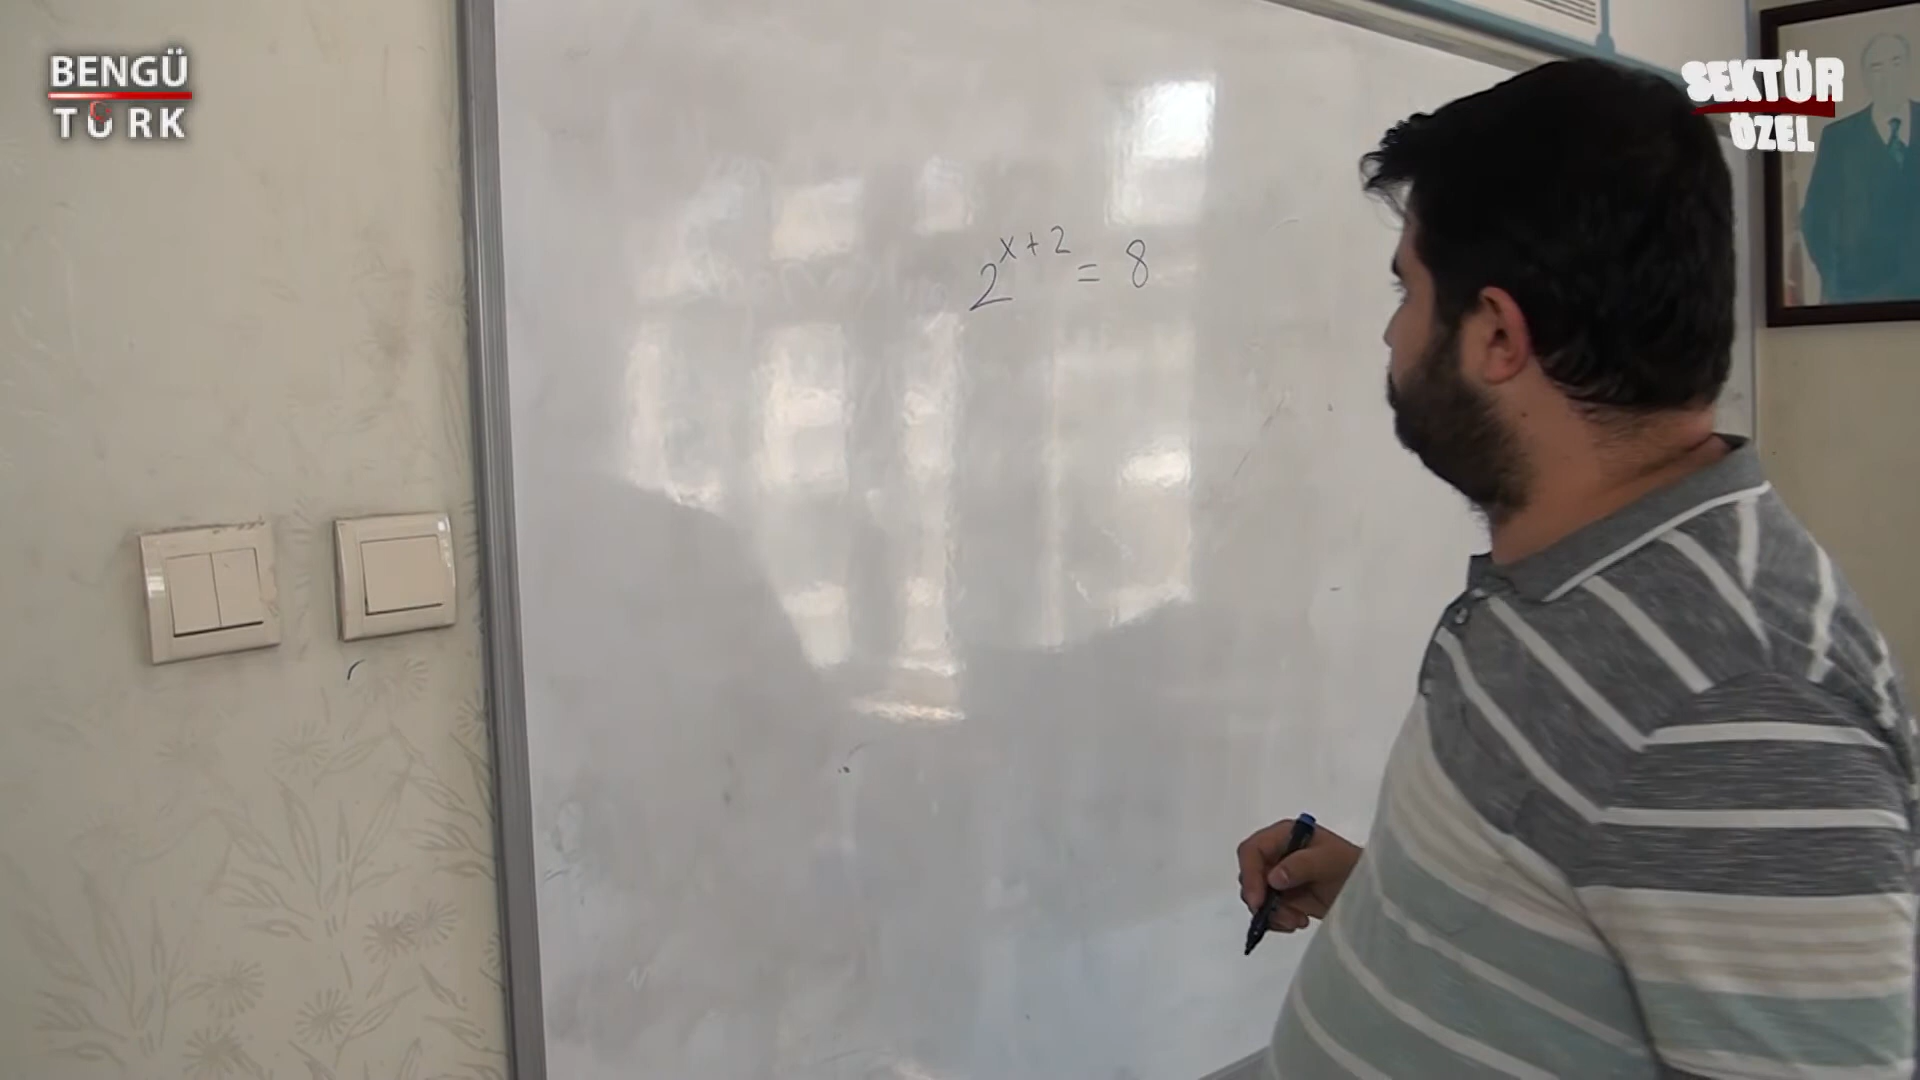 BENGÜ
TÜRK
SEKTÖR
ÖZEL
2^{x+2} = 8